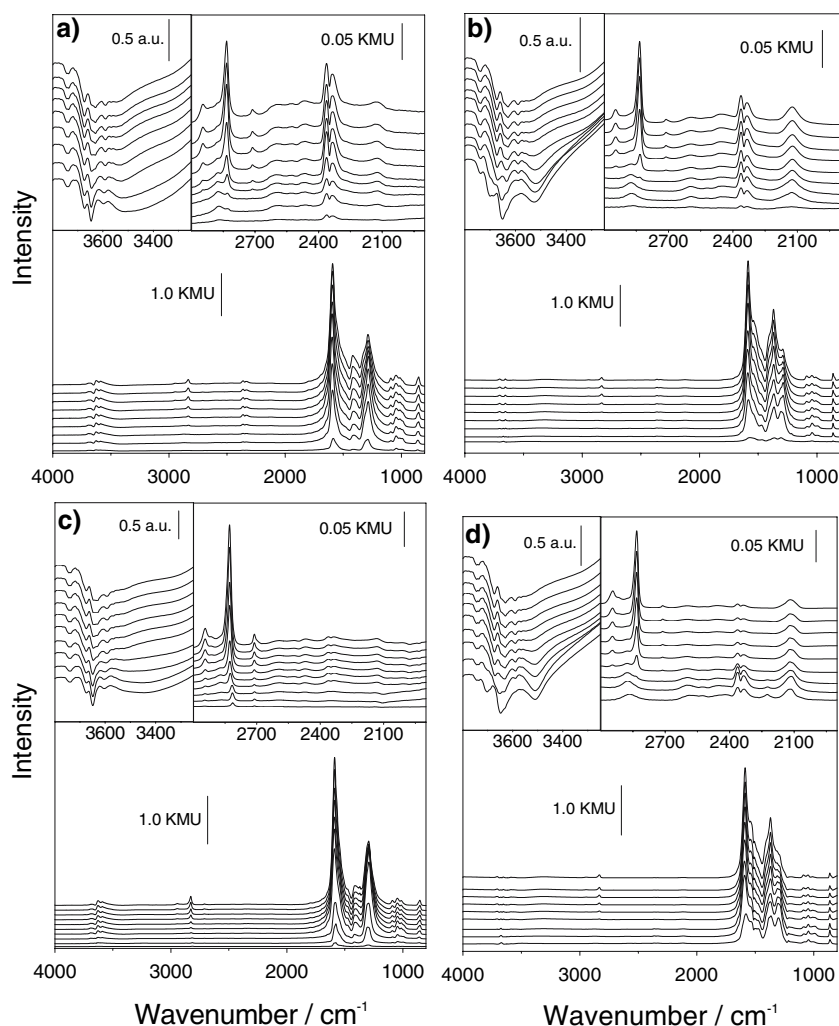 a)
0.5 a.u.
0.05 KMU
3600 3400
2700 2400 2100
1.0 KMU
4000 3000 2000 1000
b)
0.5 a.u.
0.05 KMU
3600 3400
2700 2400 2100
1.0 KMU
4000 3000 2000 1000
Intensity
c)
0.5 a.u.
0.05 KMU
3600 3400
2700 2400 2100
1.0 KMU
4000 3000 2000 1000
d)
0.5 a.u.
0.05 KMU
3600 3400
2700 2400 2100
1.0 KMU
4000 3000 2000 1000
Intensity
Wavenumber / cm⁻¹
Wavenumber / cm⁻¹